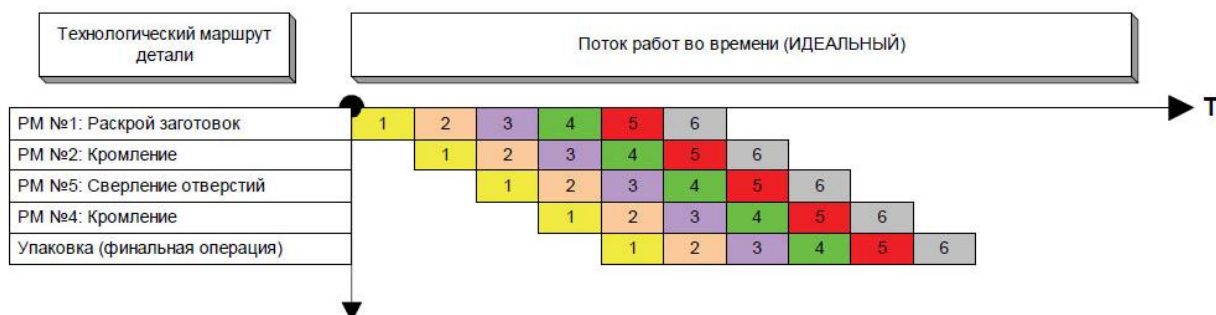 Технологический маршрут
детали
Поток работ во времени (ИДЕАЛЬНЫЙ)
T
РМ №1: Раскрой заготовок 1 2 3 4 5 6
РМ №2: Кромление 1 2 3 4 5 6
РМ №5: Сверление отверстий 1 2 3 4 5 6
РМ №4: Кромление 1 2 3 4 5 6
Упаковка (финальная операция) 1 2 3 4 5 6